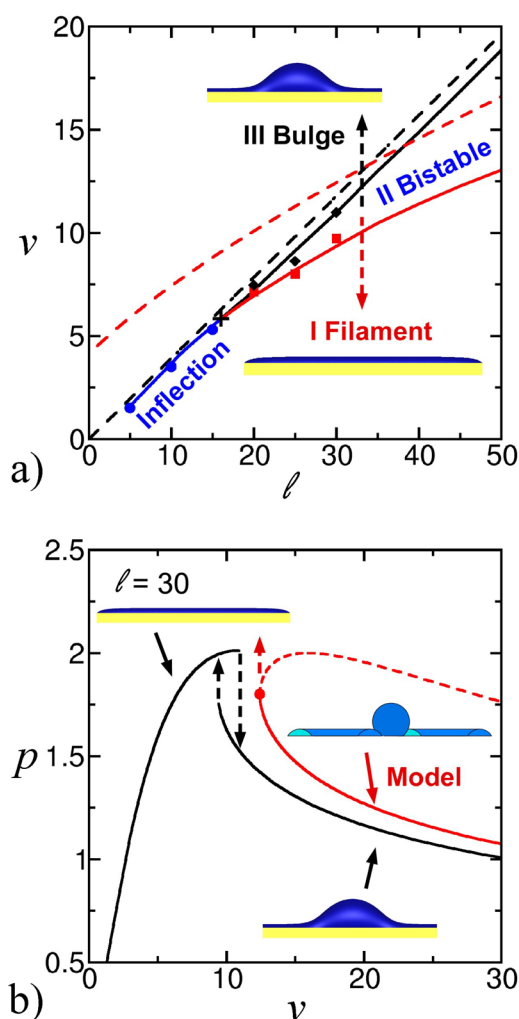 20
15
v
10
5
0
0 10 20 30 40 50
ℓ
III Bulge
II Bistable
I Filament
Inflection
a)
2.5
ℓ = 30
2
p
1.5
Model
1
0.5
0 10 20 30
v
b)